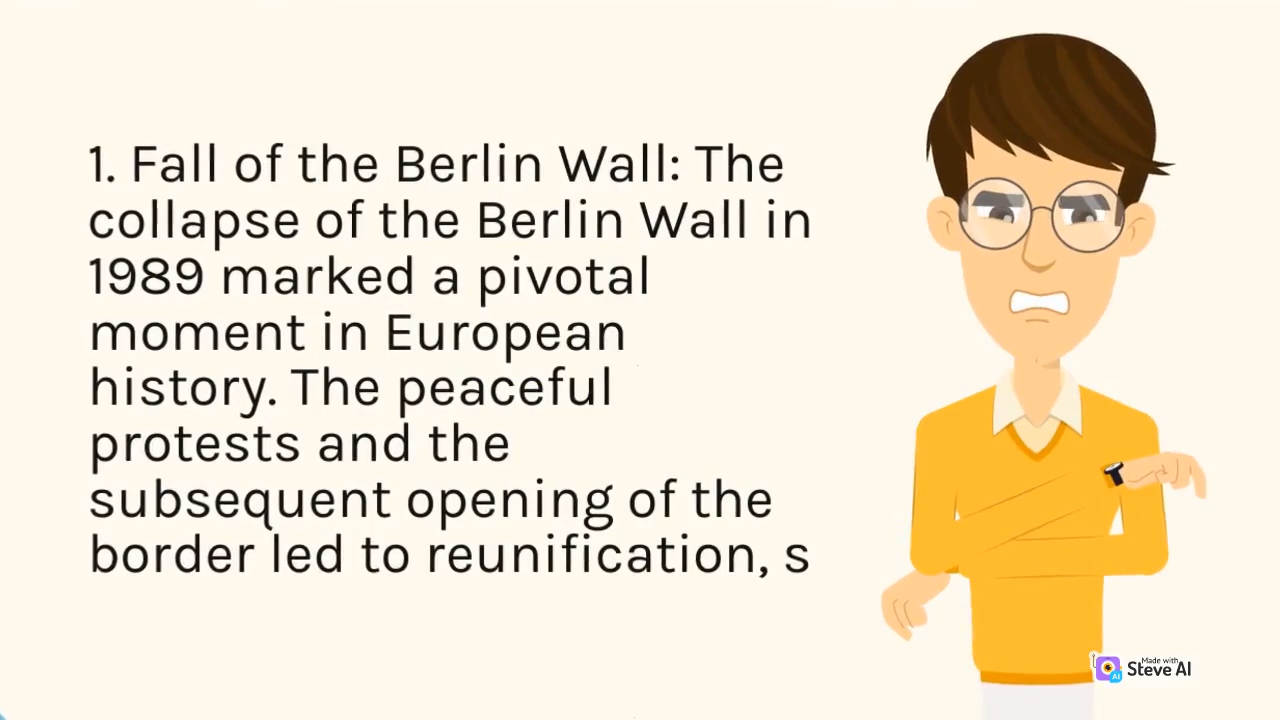 1. Fall of the Berlin Wall: The
collapse of the Berlin Wall in
1989 marked a pivotal
moment in European
history. The peaceful
protests and the
subsequent opening of the
border led to reunification, s
Made with
Steve AI
AI